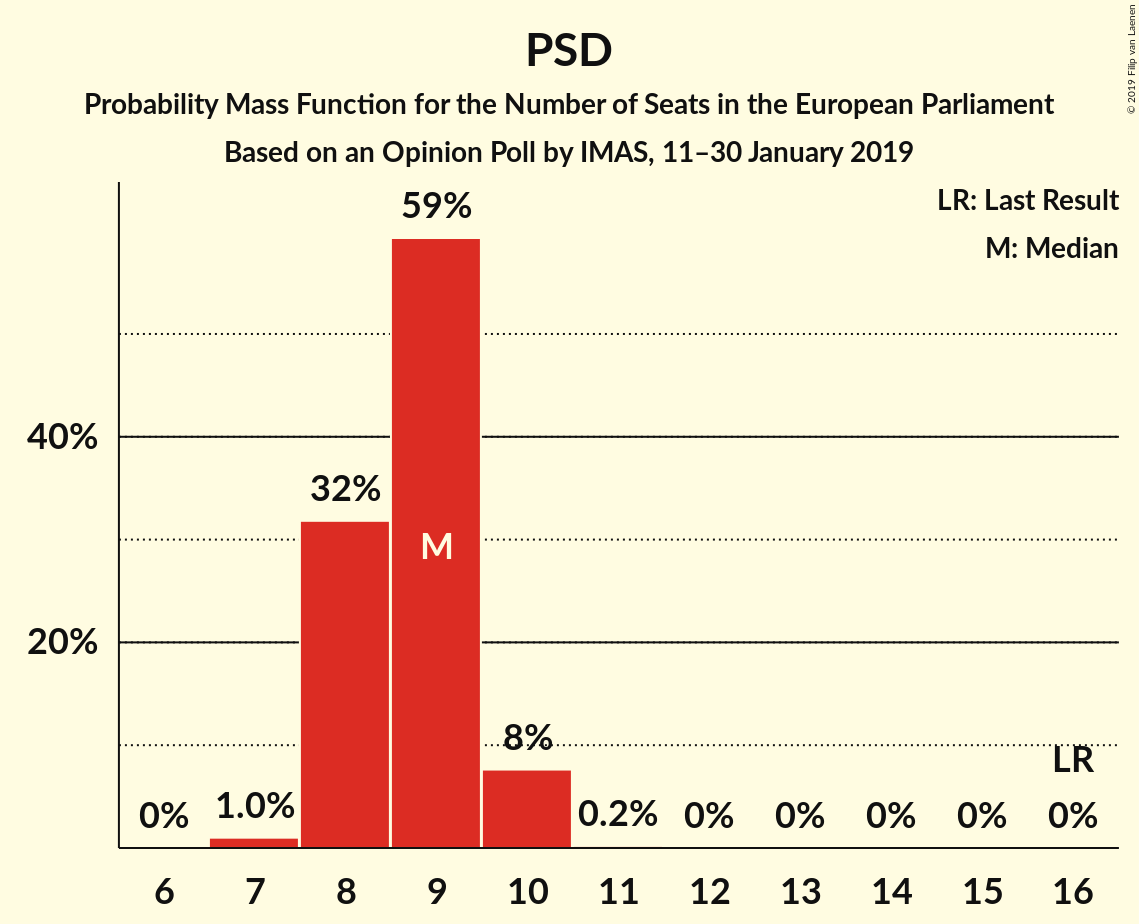 PSD
Probability Mass Function for the Number of Seats in the European Parliament
Based on an Opinion Poll by IMAS, 11–30 January 2019
© 2019 Filip van Laenen
LR: Last Result
M: Median
59%
40%
32%
M
20%
8%
LR
0%
1.0%
0.2%
0%
0%
0%
0%
0%
6 7 8 9 10 11 12 13 14 15 16